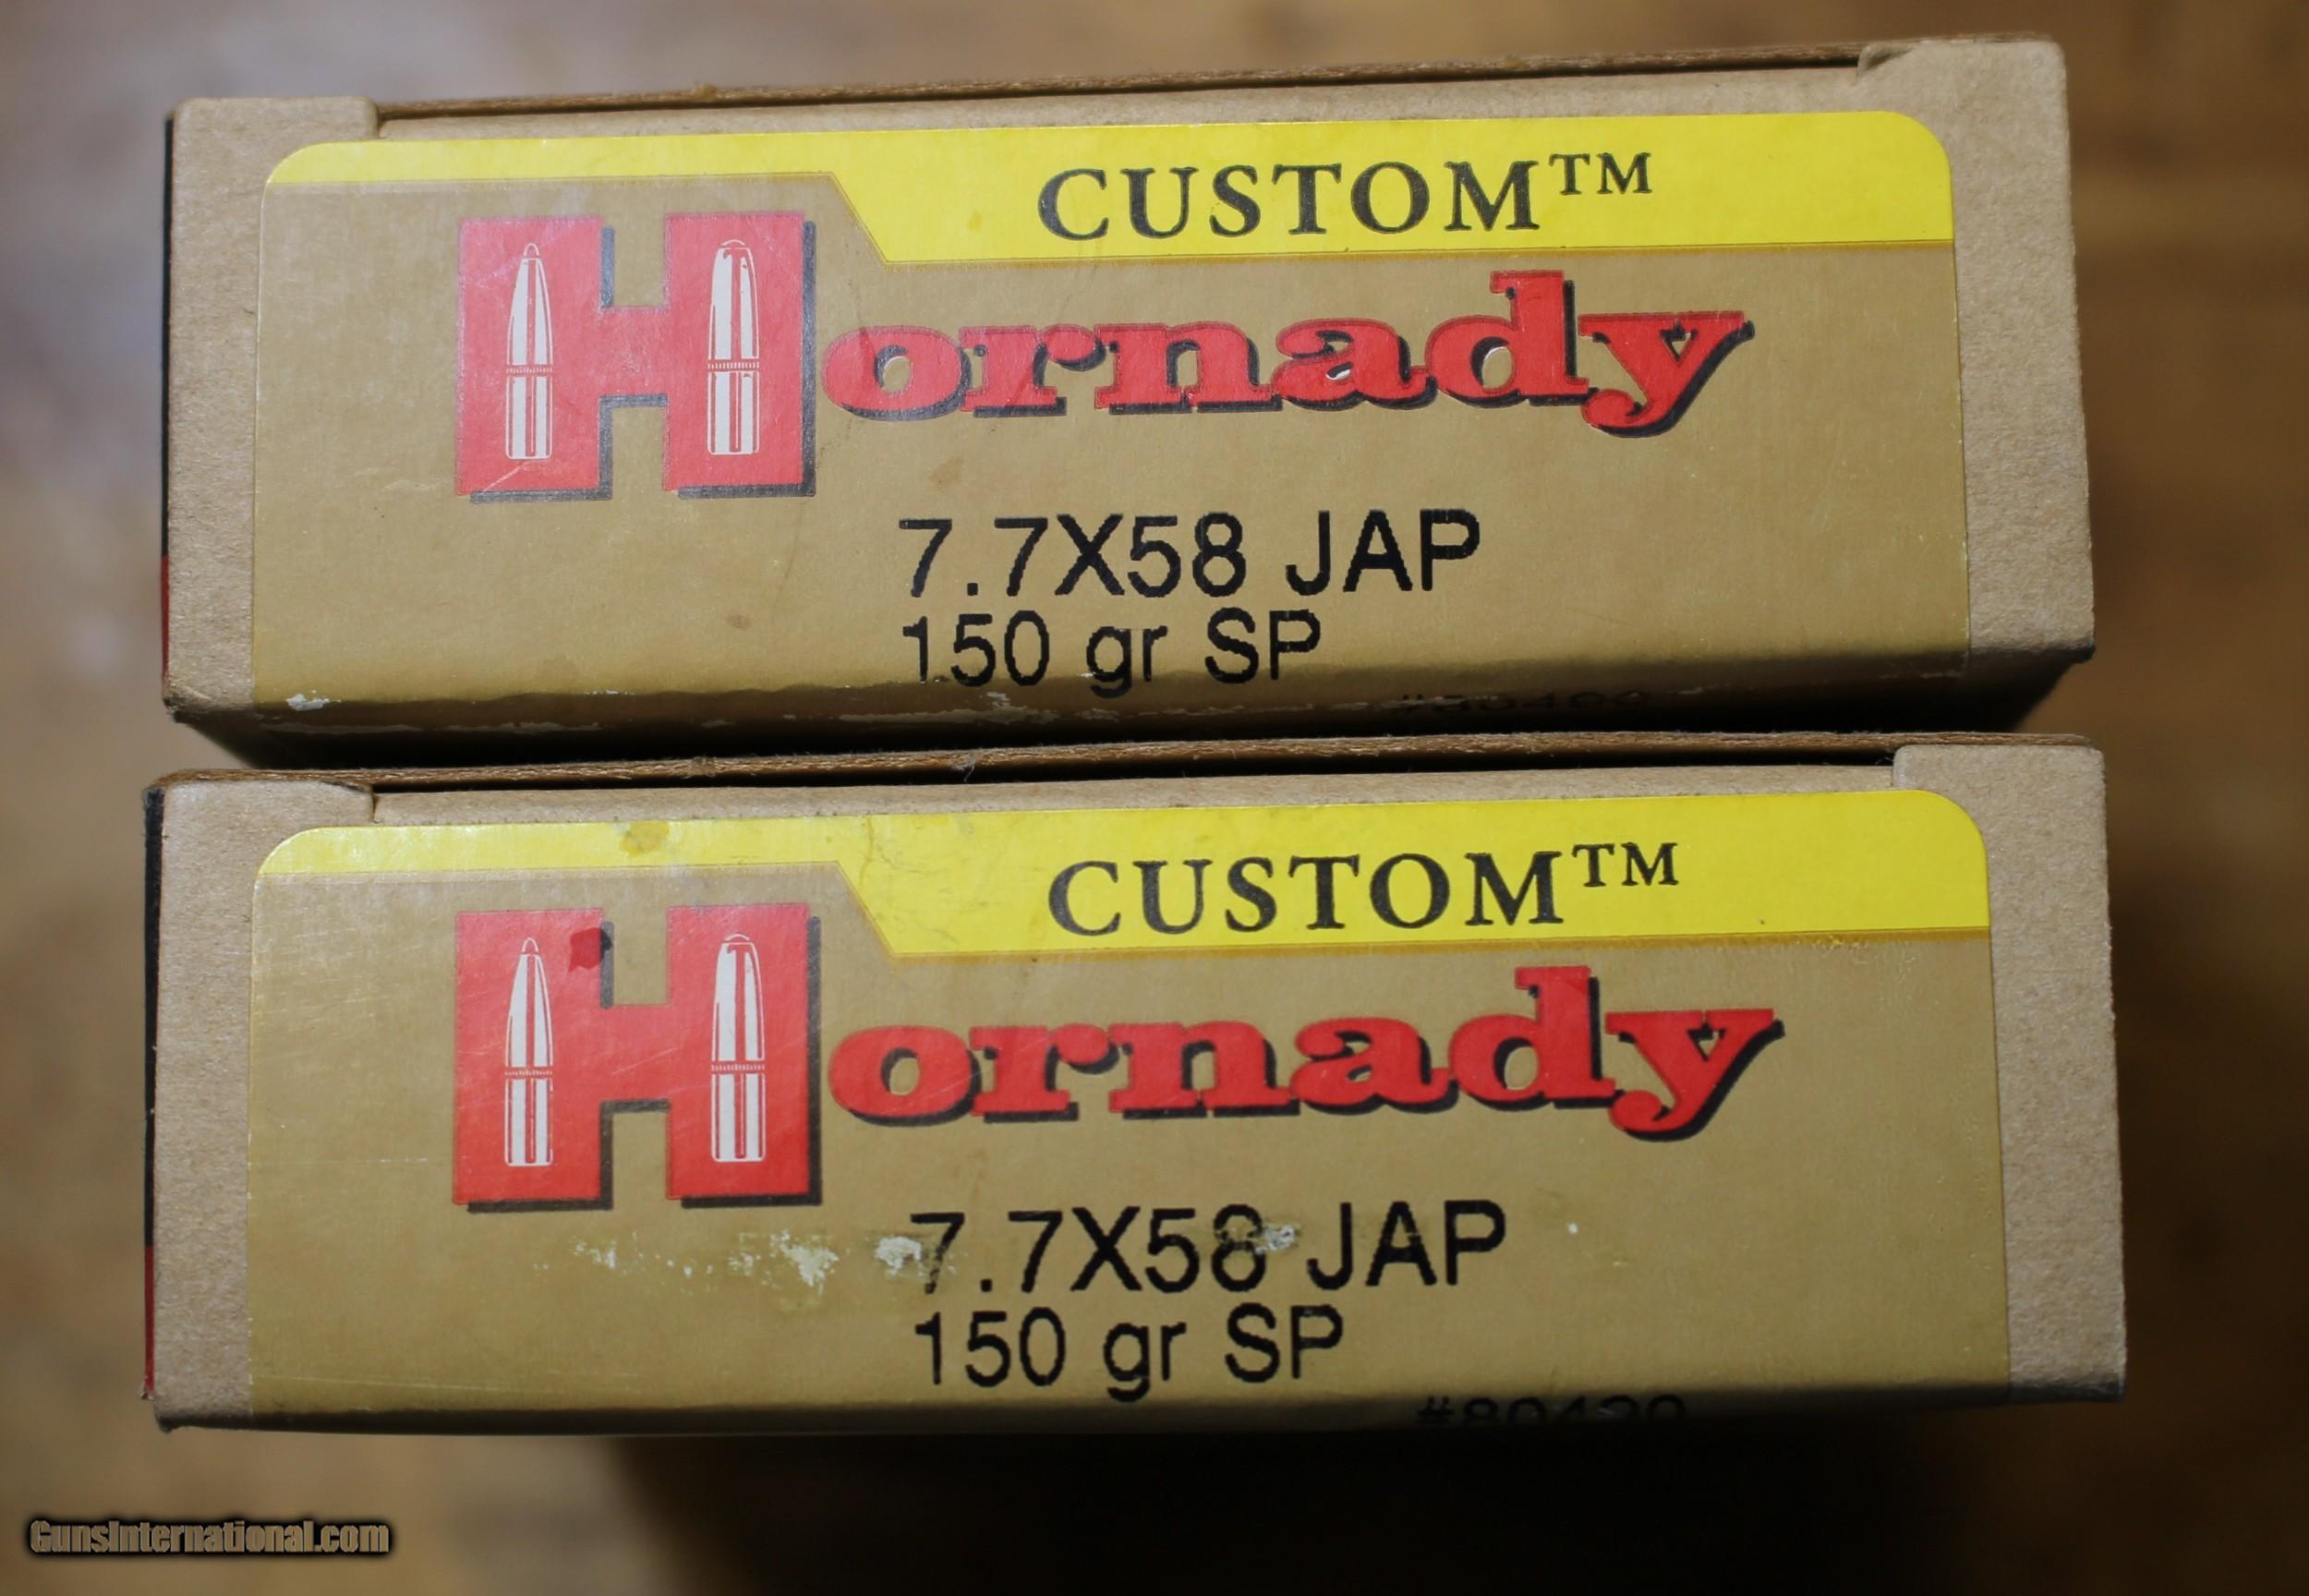 CUSTOM™
Hornady
7.7X58 JAP
150 gr SP
CUSTOM™
Hornady
7.7X58 JAP
150 gr SP
GunsInternational.com